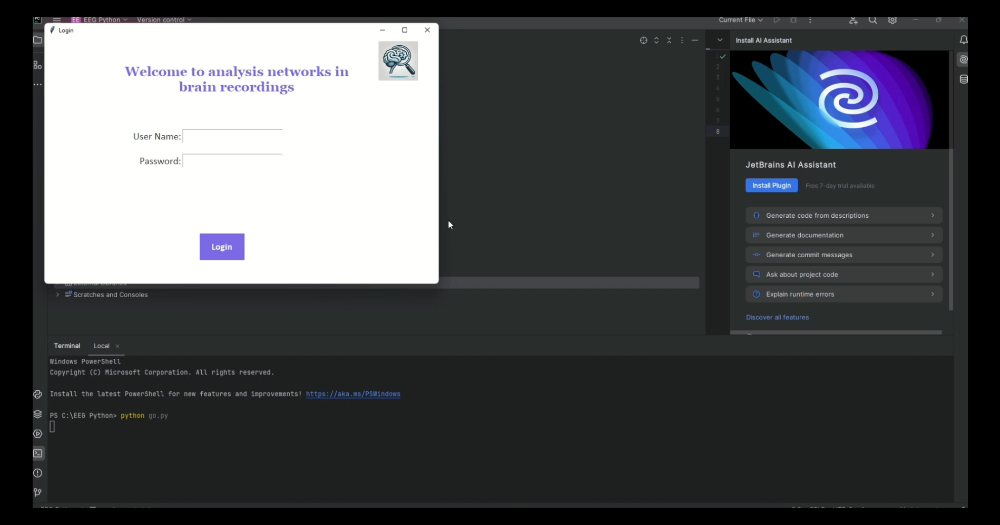 PC
EE EEG Python
Version control
Current File
Login
Welcome to analysis networks in
brain recordings
User Name:
Password:
Login
External Libraries
Scratches and Consoles
1
2
3
4
5
6
7
8
Install AI Assistant
JetBrains AI Assistant
Install Plugin Free 7-day trial available
Generate code from descriptions
Generate documentation
Generate commit messages
Ask about project code
Explain runtime errors
Discover all features
Terminal Local
Windows PowerShell
Copyright (C) Microsoft Corporation. All rights reserved.
Install the latest PowerShell for new features and improvements! https://aka.ms/PSWindows
PS C:\EEG Python> python go.py